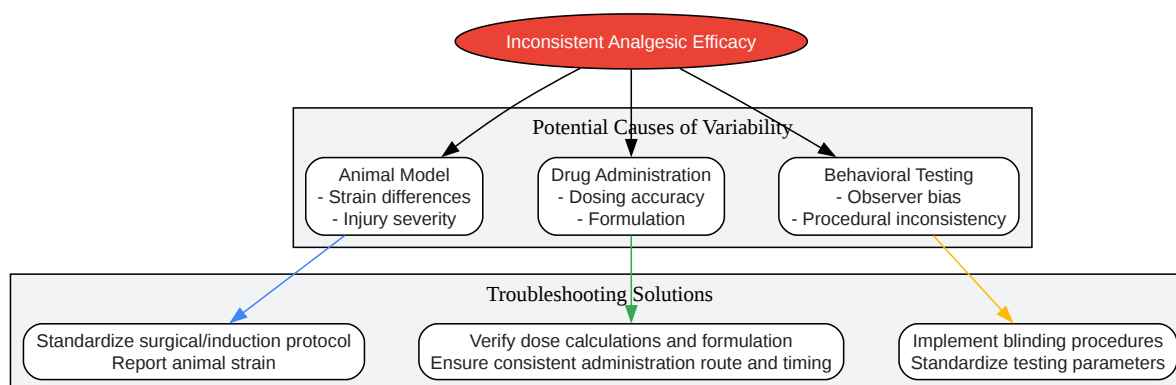 Inconsistent Analgesic Efficacy
Potential Causes of Variability
Animal Model
- Strain differences
- Injury severity
Drug Administration
- Dosing accuracy
- Formulation
Behavioral Testing
- Observer bias
- Procedural inconsistency
Troubleshooting Solutions
Standardize surgical/induction protocol
Report animal strain
Verify dose calculations and formulation
Ensure consistent administration route and timing
Implement blinding procedures
Standardize testing parameters